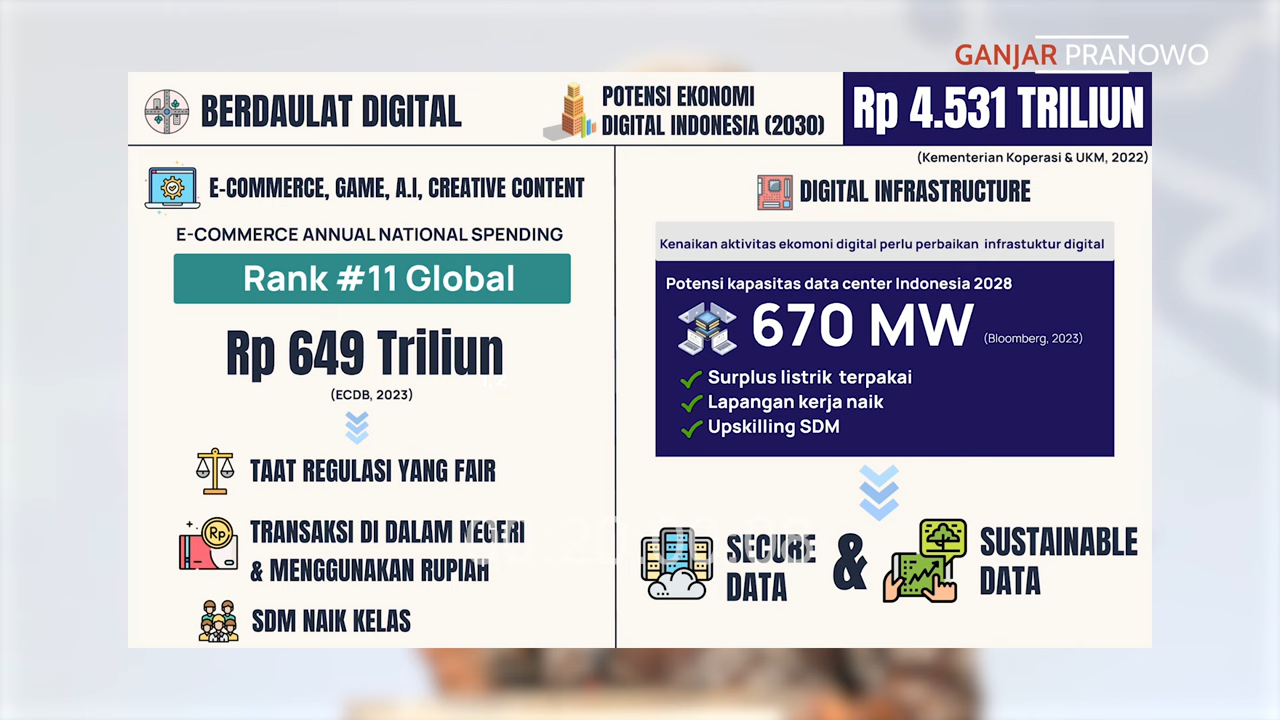 GANJAR PRANOWO
BERDAULAT DIGITAL
POTENSI EKONOMI
DIGITAL INDONESIA (2030)
Rp 4.531 TRILIUN
(Kementerian Koperasi & UKM, 2022)
E-COMMERCE, GAME, A.I, CREATIVE CONTENT
E-COMMERCE ANNUAL NATIONAL SPENDING
Rank #11 Global
Rp 649 Triliun
(ECDB, 2023)
TAAT REGULASI YANG FAIR
Rp
TRANSAKSI DI DALAM NEGERI
& MENGGUNAKAN RUPIAH
SDM NAIK KELAS
DIGITAL INFRASTRUCTURE
Kenaikan aktivitas ekomoni digital perlu perbaikan infrastuktur digital
Potensi kapasitas data center Indonesia 2028
670 MW
(Bloomberg, 2023)
Surplus listrik terpakai
Lapangan kerja naik
Upskilling SDM
SECURE
DATA
&
SUSTAINABLE
DATA